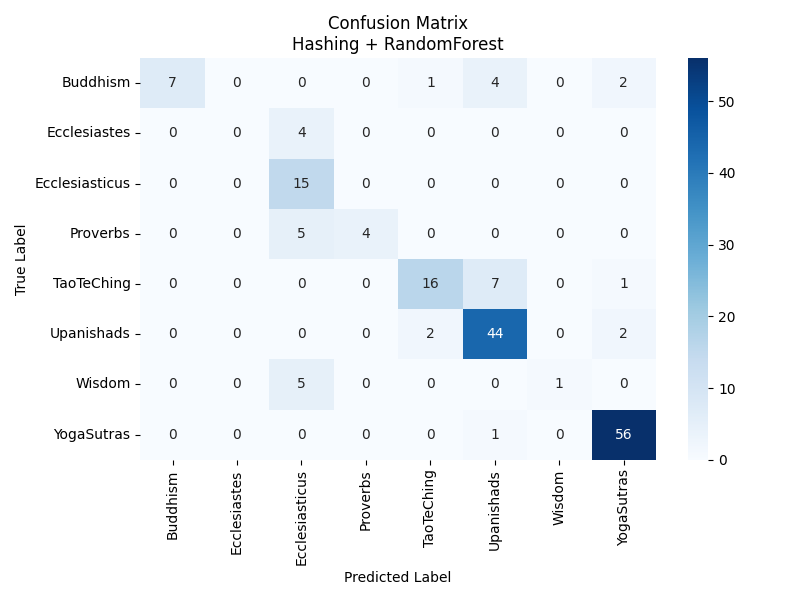 Confusion Matrix
Hashing + RandomForest
True Label
Buddhism 7 0 0 0 1 4 0 2
Ecclesiastes 0 0 4 0 0 0 0 0
Ecclesiasticus 0 0 15 0 0 0 0 0
Proverbs 0 0 5 4 0 0 0 0
TaoTeChing 0 0 0 0 16 7 0 1
Upanishads 0 0 0 0 2 44 0 2
Wisdom 0 0 5 0 0 0 1 0
YogaSutras 0 0 0 0 0 1 0 56
Buddhism Ecclesiastes Ecclesiasticus Proverbs TaoTeChing Upanishads Wisdom YogaSutras
Predicted Label
50
40
30
20
10
0